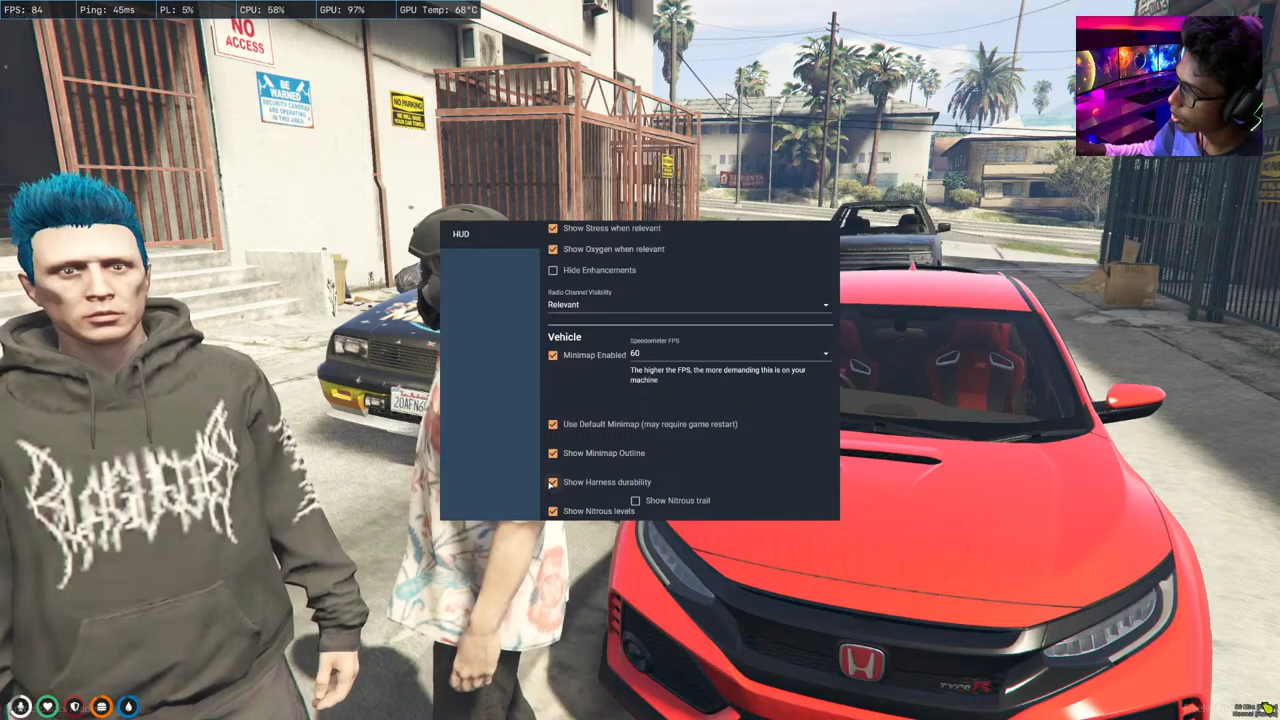 FPS: 84 Ping: 45ms PL: 5% CPU: 58% GPU: 97% GPU Temp: 68°C
NO
ACCESS
BE
WARNED
SECURITY CAMERAS
ARE OPERATING
IN THIS AREA!
NO PARKING
HUD
Show Stress when relevant
Show Oxygen when relevant
Hide Enhancements
Radio Channel Visibility
Relevant
Vehicle
Speedometer FPS
Minimap Enabled
60
The higher the FPS, the more demanding this is on your
machine
Use Default Minimap (may require game restart)
Show Minimap Outline
Show Harness durability
Show Nitrous trail
Show Nitrous levels
TYPE R